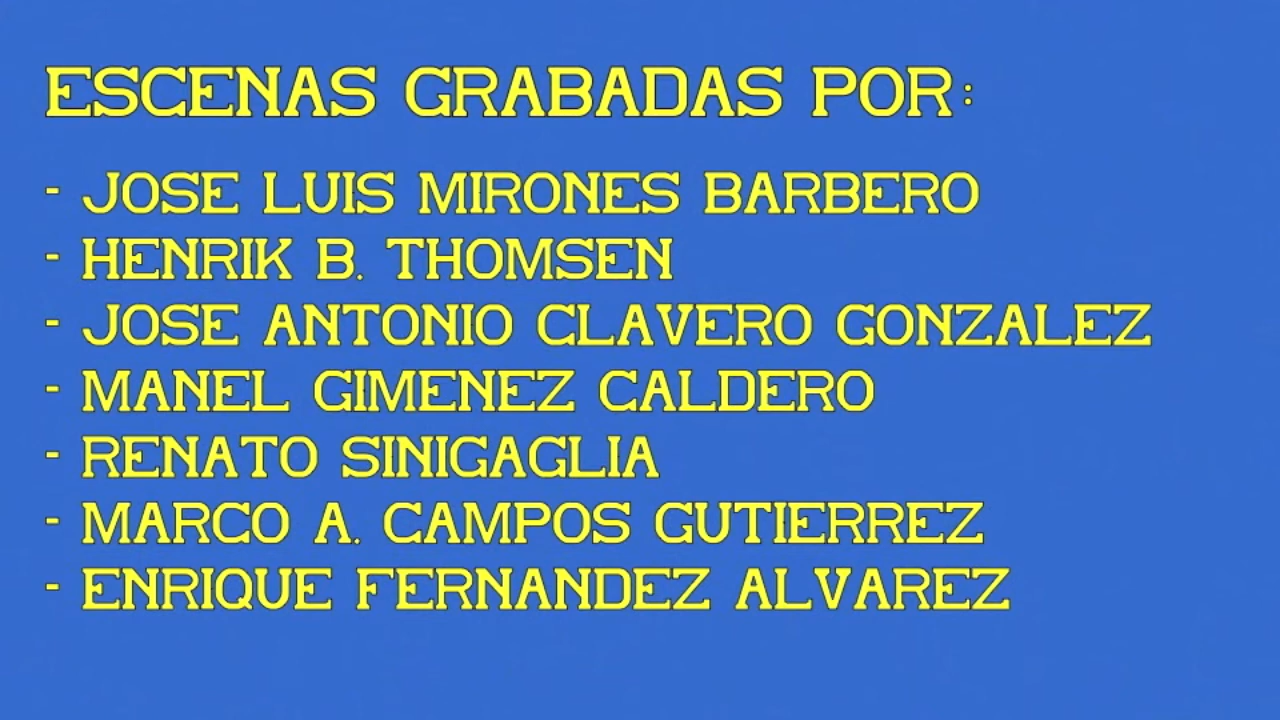 ESCENAS GRABADAS POR:
- JOSE LUIS MIRONES BARBERO
- HENRIK B. THOMSEN
- JOSE ANTONIO CLAVERO GONZALEZ
- MANEL GIMENEZ CALDERO
- RENATO SINIGAGLIA
- MARCO A. CAMPOS GUTIERREZ
- ENRIQUE FERNANDEZ ALVAREZ